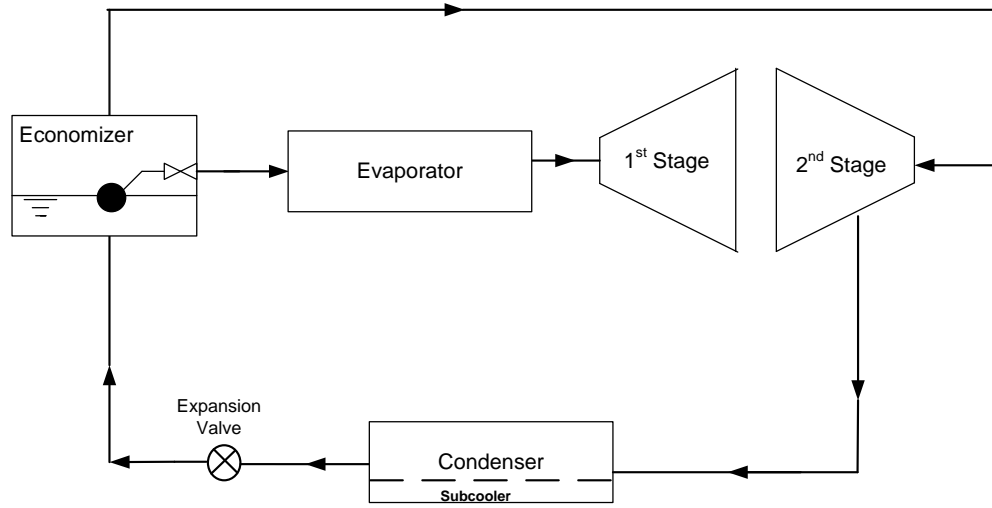 Economizer
Evaporator
1st Stage
2nd Stage
Expansion
Valve
Condenser
Subcooler